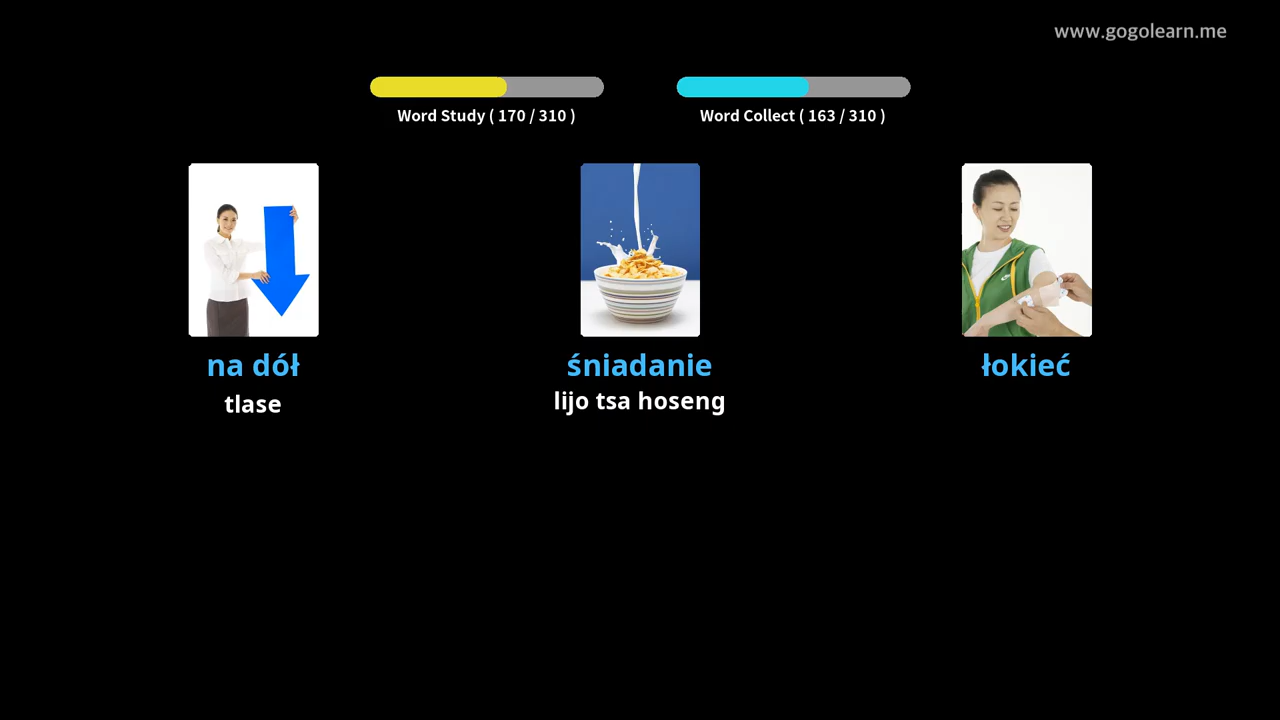 www.gogolearn.me
Word Study ( 170 / 310 )
Word Collect ( 163 / 310 )
na dół
tlase
śniadanie
lijo tsa hoseng
łokieć